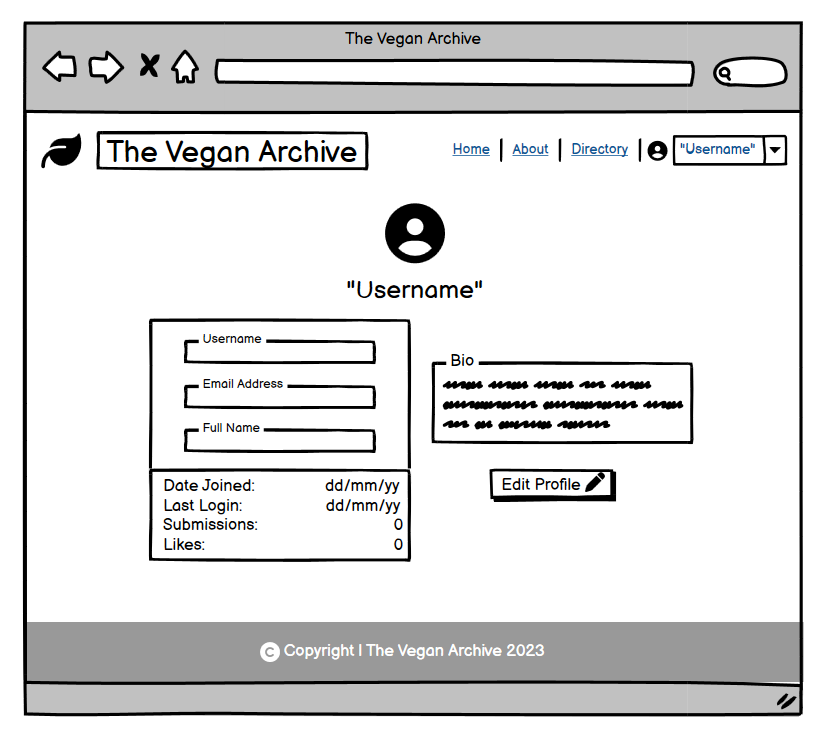 The Vegan Archive
The Vegan Archive
Home | About | Directory | "Username"
"Username"
Username
Email Address
Full Name
Bio
Date Joined: dd/mm/yy
Last Login: dd/mm/yy
Submissions: 0
Likes: 0
Edit Profile
© Copyright | The Vegan Archive 2023